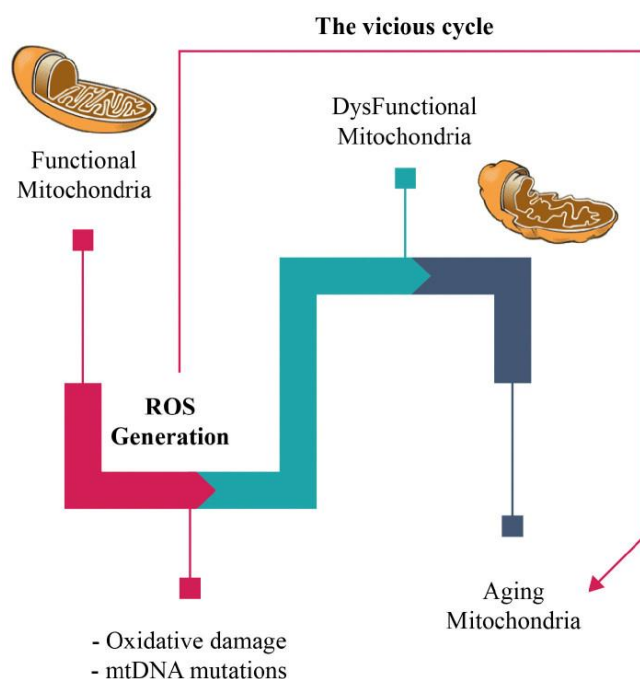 The vicious cycle
DysFunctional
Mitochondria
Functional
Mitochondria
ROS
Generation
Aging
Mitochondria
- Oxidative damage
- mtDNA mutations